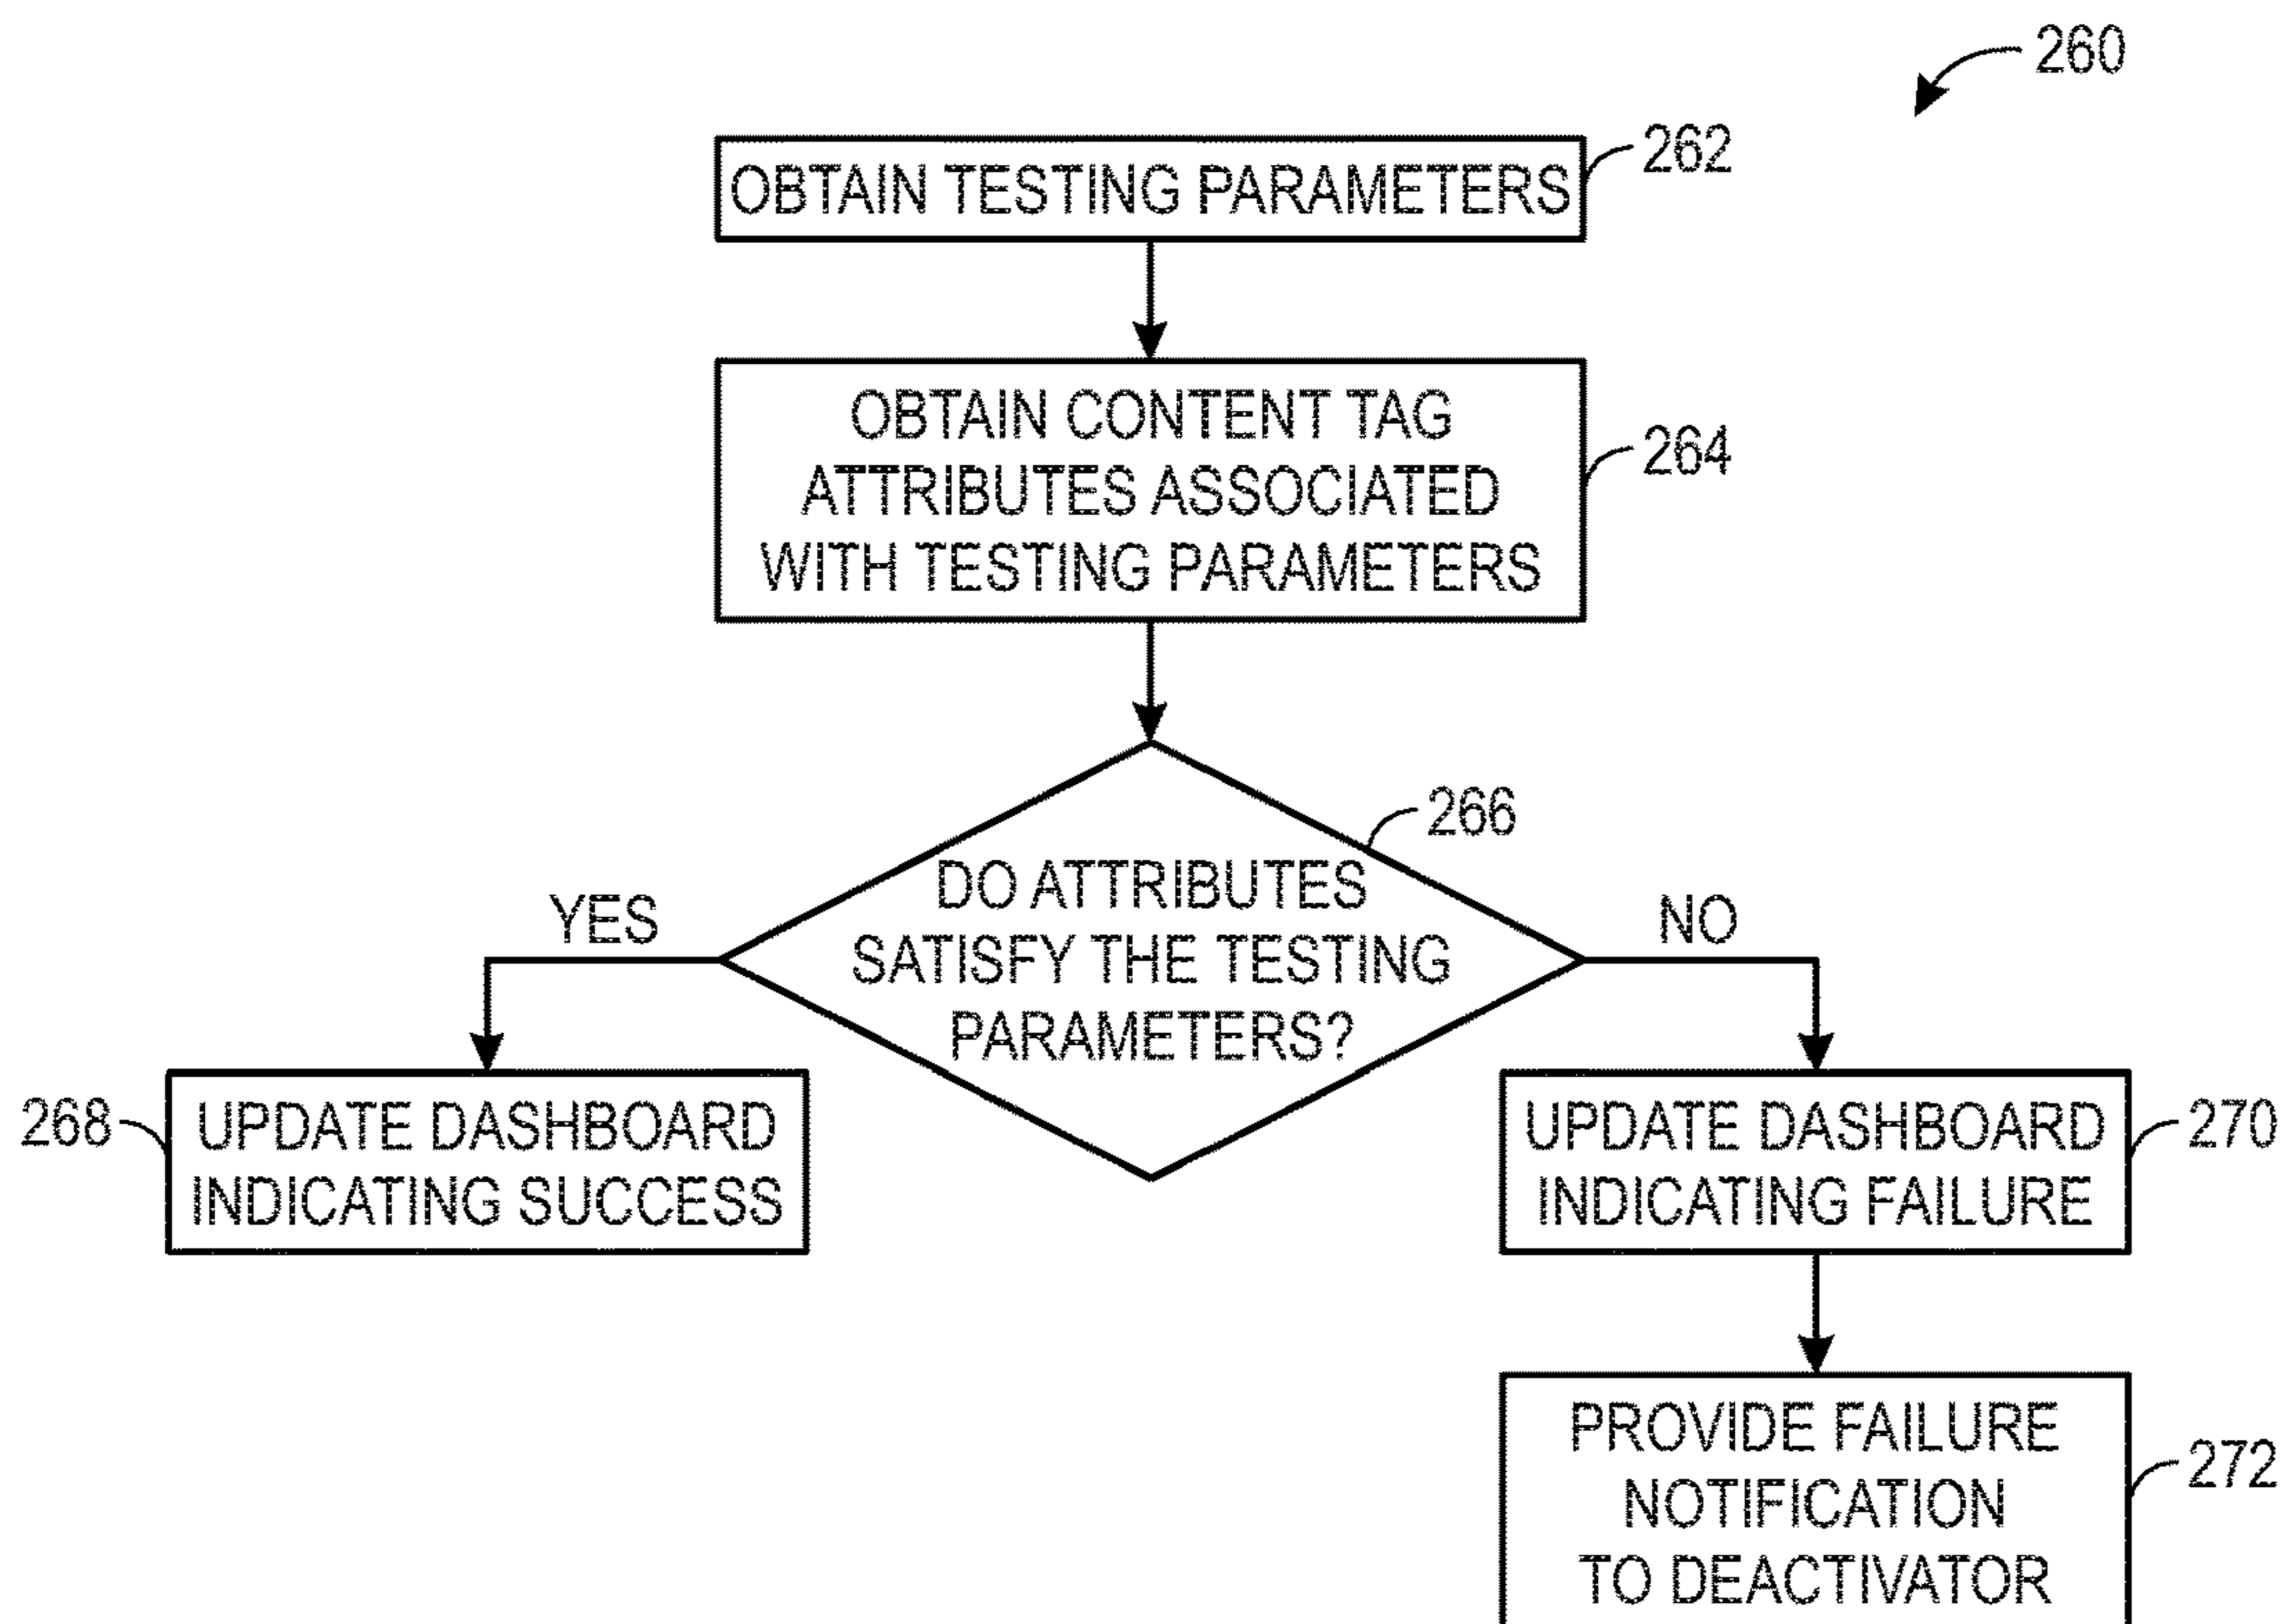 260
OBTAIN TESTING PARAMETERS
262
OBTAIN CONTENT TAG
ATTRIBUTES ASSOCIATED
WITH TESTING PARAMETERS
264
266
DO ATTRIBUTES
SATISFY THE TESTING
PARAMETERS?
YES
NO
268
UPDATE DASHBOARD
INDICATING SUCCESS
UPDATE DASHBOARD
INDICATING FAILURE
270
PROVIDE FAILURE
NOTIFICATION
TO DEACTIVATOR
272